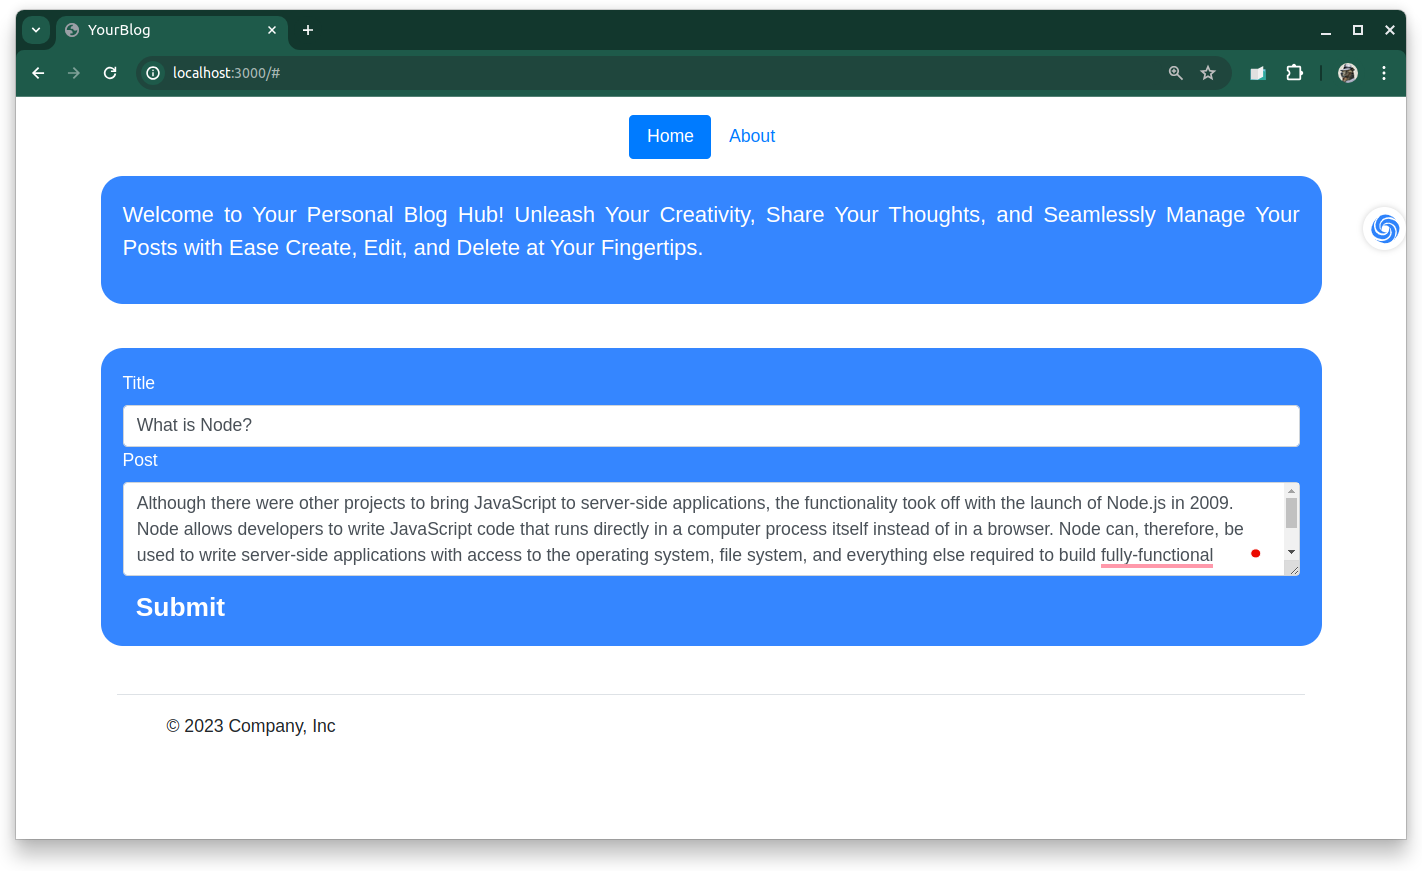 YourBlog
localhost:3000/#
Home About
Welcome to Your Personal Blog Hub! Unleash Your Creativity, Share Your Thoughts, and Seamlessly Manage Your
Posts with Ease Create, Edit, and Delete at Your Fingertips.
Title
What is Node?
Post
Although there were other projects to bring JavaScript to server-side applications, the functionality took off with the launch of Node.js in 2009.
Node allows developers to write JavaScript code that runs directly in a computer process itself instead of in a browser. Node can, therefore, be
used to write server-side applications with access to the operating system, file system, and everything else required to build fully-functional
Submit
© 2023 Company, Inc